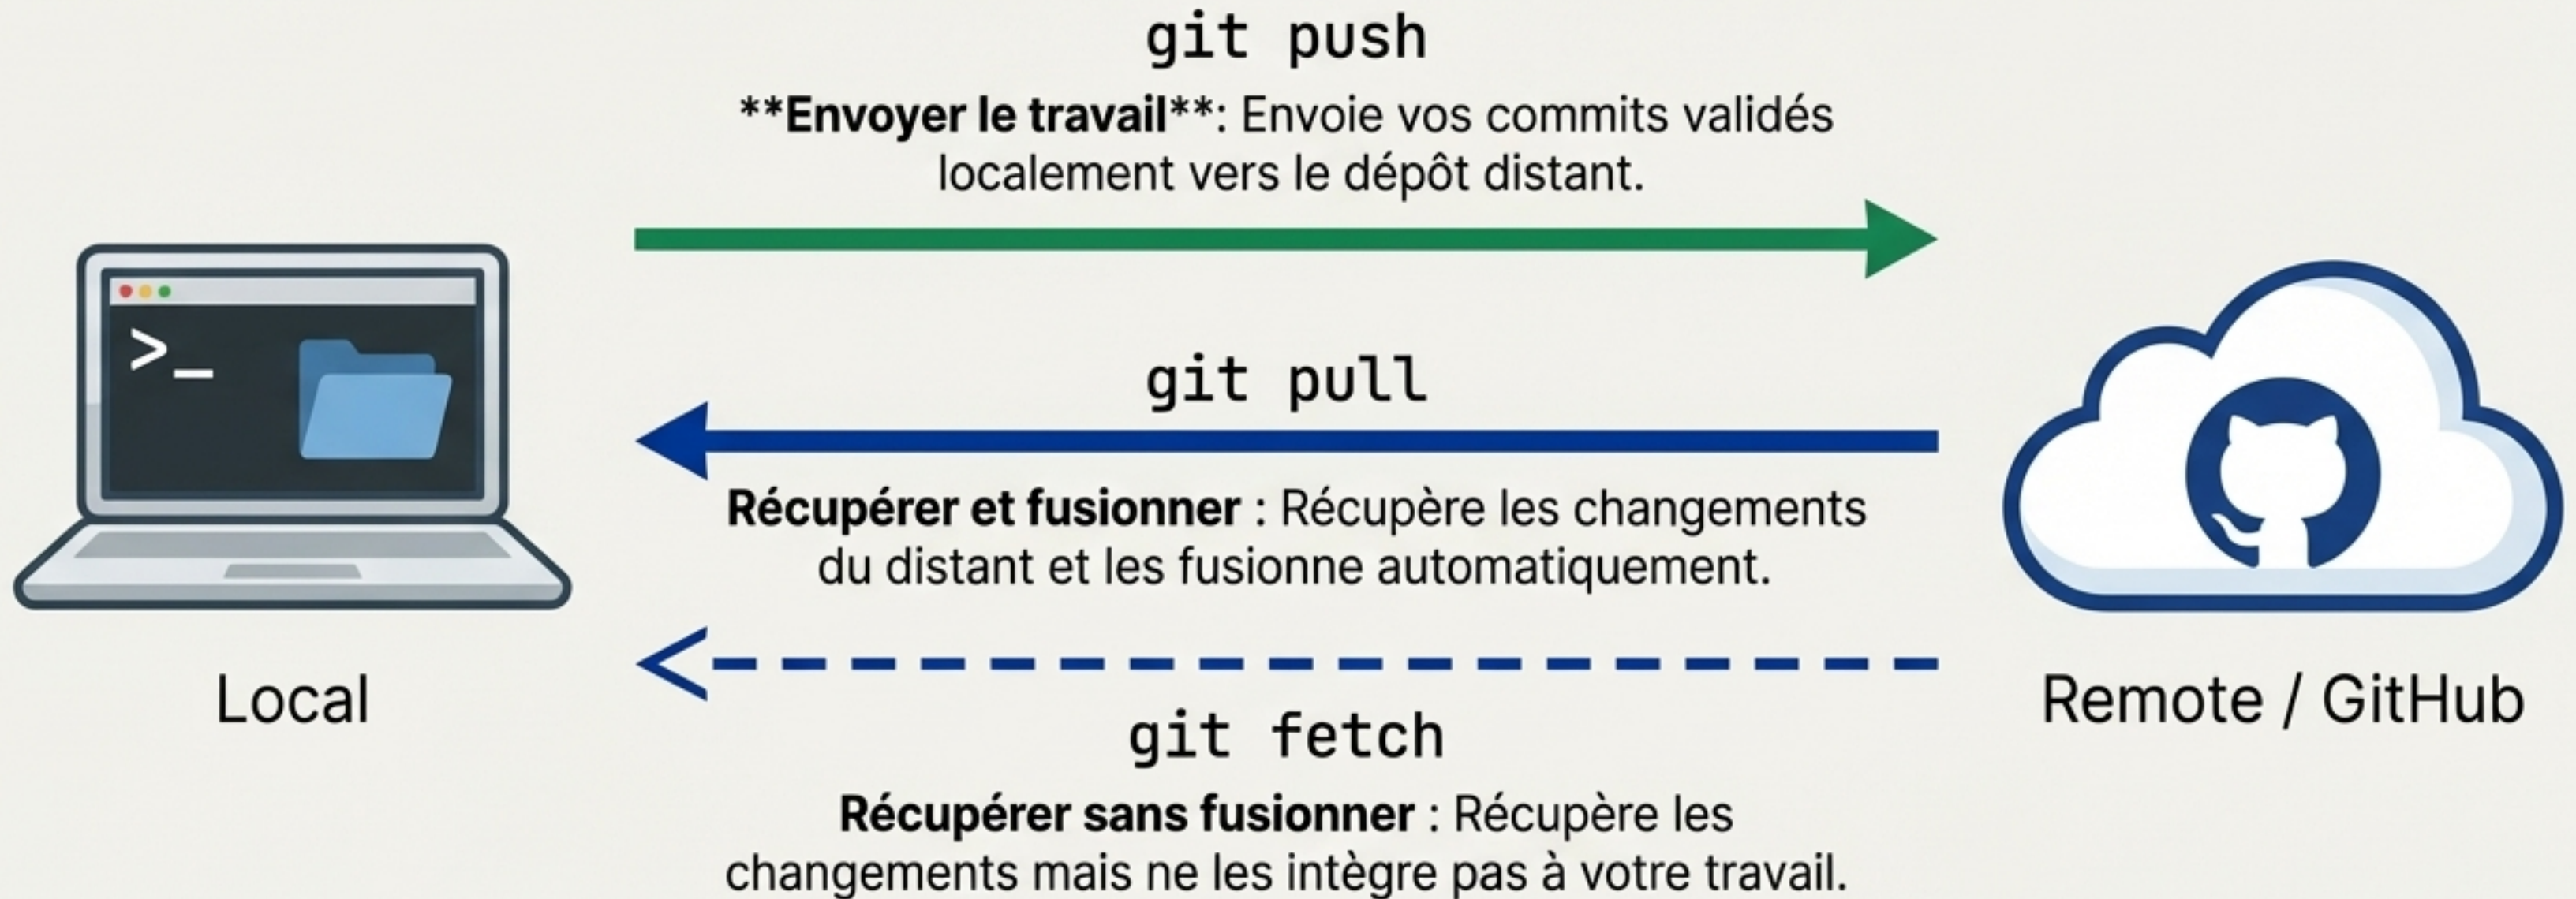 git push
**Envoyer le travail**: Envoie vos commits validés
localement vers le dépôt distant.
>_
git pull
Récupérer et fusionner : Récupère les changements
du distant et les fusionne automatiquement.
Local
Remote / GitHub
git fetch
Récupérer sans fusionner : Récupère les
changements mais ne les intègre pas à votre travail.